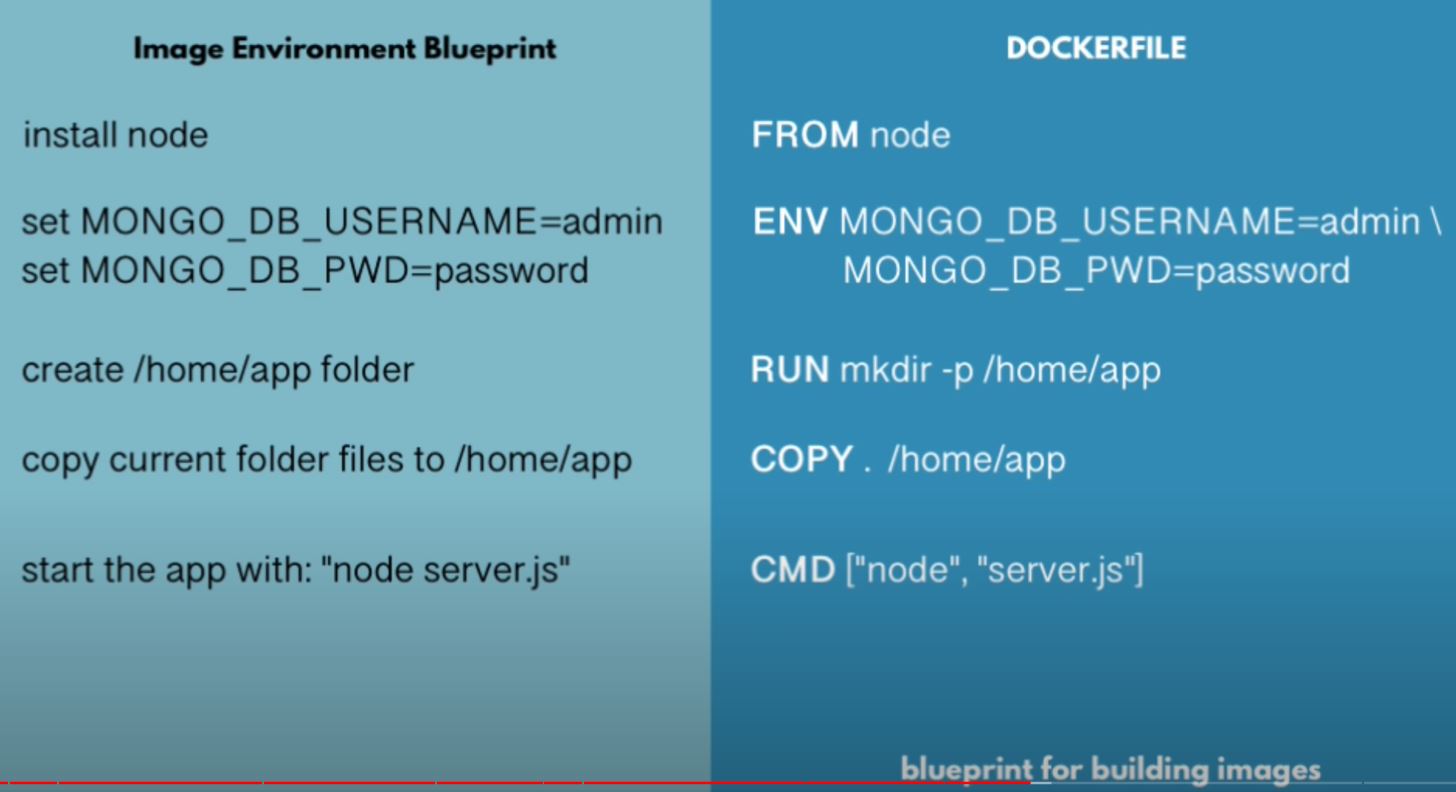 Image Environment Blueprint
install node
set MONGO_DB_USERNAME=admin
set MONGO_DB_PWD=password
create /home/app folder
copy current folder files to /home/app
start the app with: "node server.js"
DOCKERFILE
FROM node
ENV MONGO_DB_USERNAME=admin \
MONGO_DB_PWD=password
RUN mkdir -p /home/app
COPY . /home/app
CMD ["node", "server.js"]
blueprint for building images